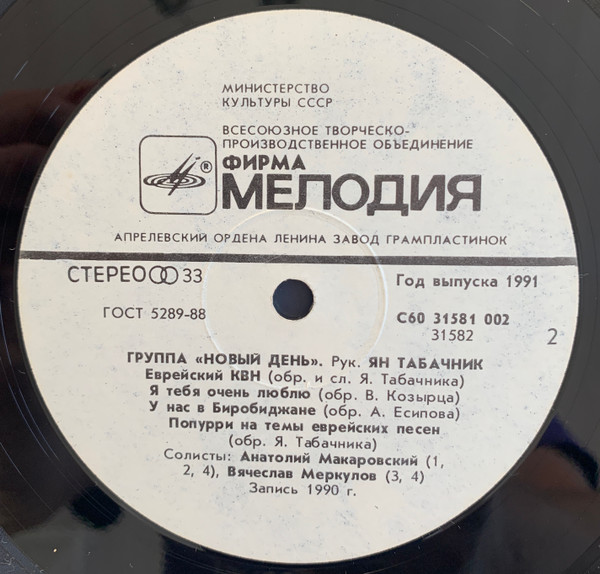 МИНИСТЕРСТВО
КУЛЬТУРЫ СССР
ВСЕСОЮЗНОЕ ТВОРЧЕСКО-
ПРОИЗВОДСТВЕННОЕ ОБЪЕДИНЕНИЕ
ФИРМА
® МЕЛОДИЯ
АПРЕЛЕВСКИЙ ОРДЕНА ЛЕНИНА ЗАВОД ГРАМПЛАСТИНОК
СТЕРЕО 33 Год выпуска 1991
ГОСТ 5289-88 С60 31581 002
31582 2
ГРУППА «НОВЫЙ ДЕНЬ». Рук. ЯН ТАБАЧНИК
Еврейский КВН (обр. и сл. Я. Табачника)
Я тебя очень люблю (обр. В. Козырца)
У нас в Биробиджане (обр. А. Есипова)
Попурри на темы еврейских песен
(обр. Я. Табачника)
Солисты: Анатолий Макаровский (1,
2, 4), Вячеслав Меркулов (3, 4)
Запись 1990 г.